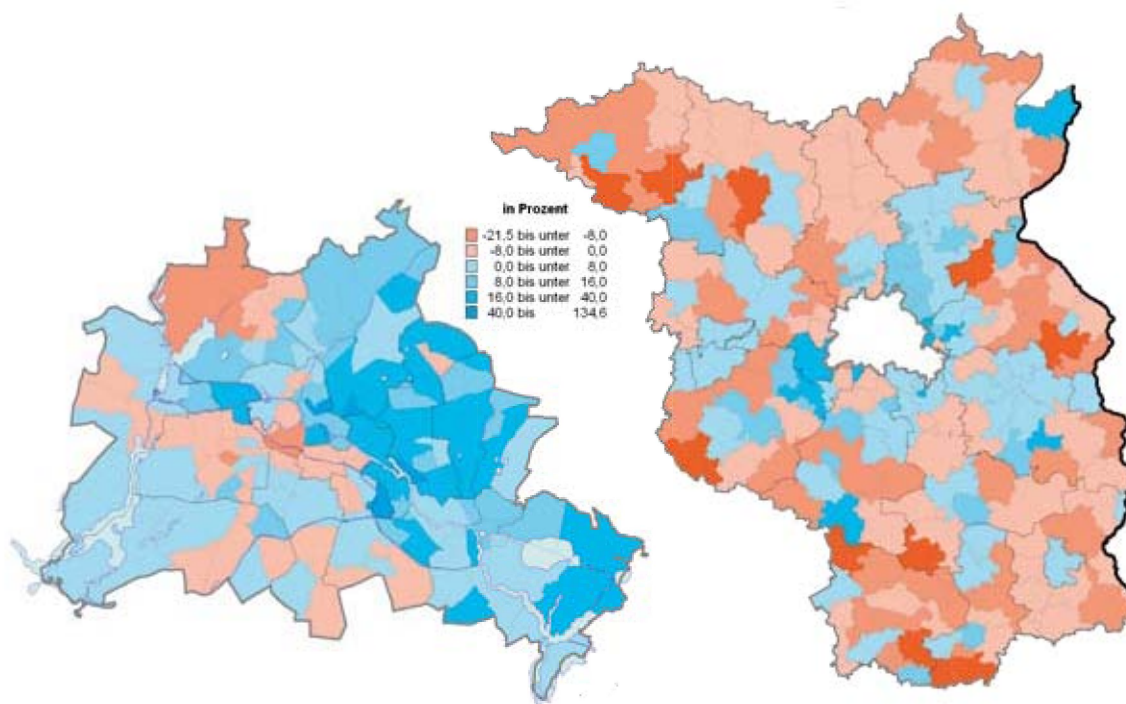 in Prozent
-21,5 bis unter -8,0
-8,0 bis unter 0,0
0,0 bis unter 8,0
8,0 bis unter 16,0
16,0 bis unter 40,0
40,0 bis 134,6